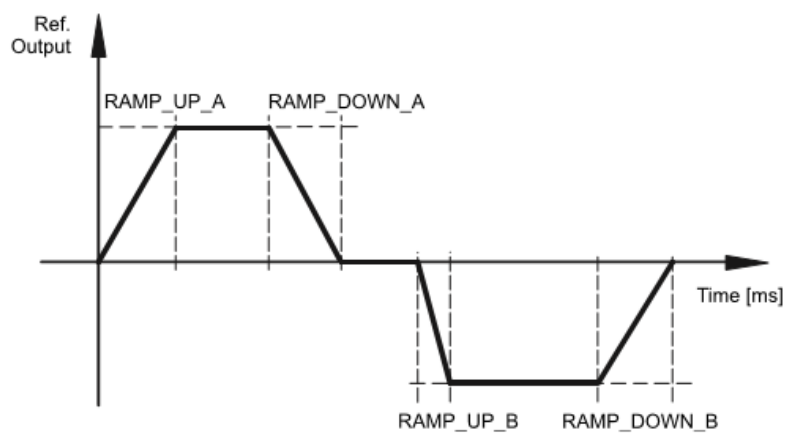 Ref.
Output
RAMP_UP_A
RAMP_DOWN_A
Time [ms]
RAMP_UP_B
RAMP_DOWN_B